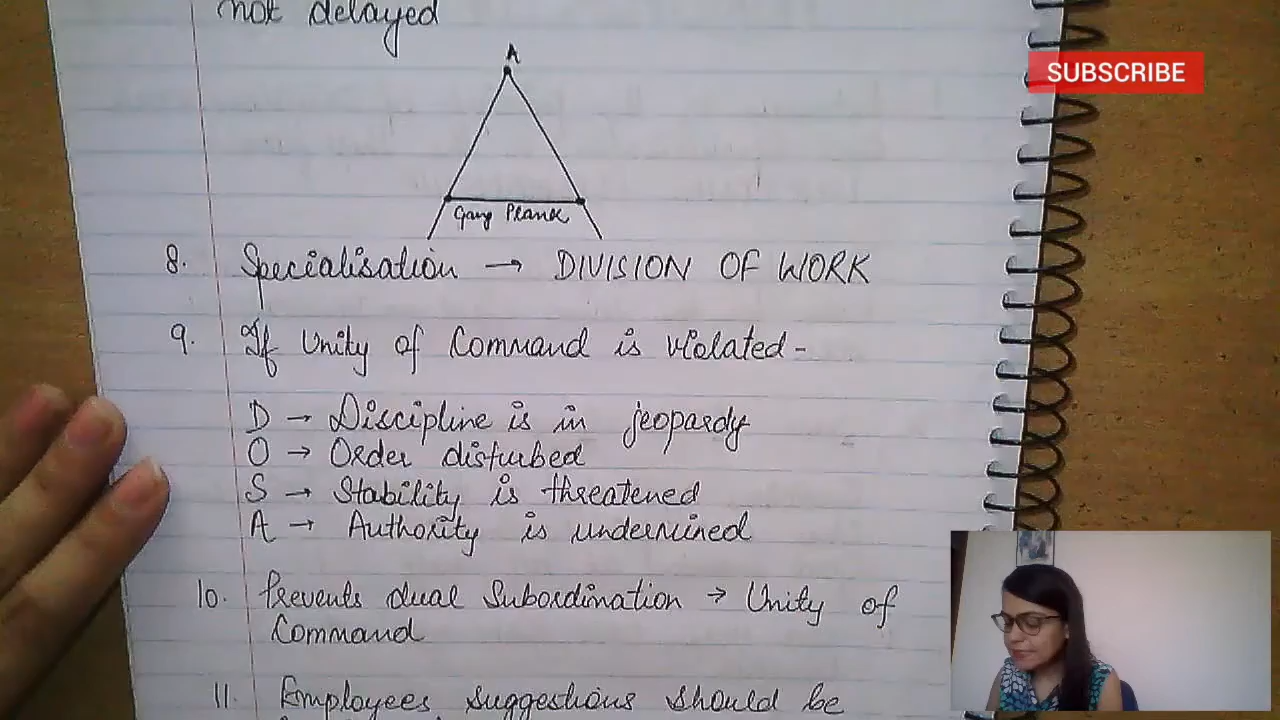 not delayed
SUBSCRIBE
A
Gang Plank
8. Specialisation → DIVISION OF WORK
9. If Unity of Command is violated -
D → Discipline is in jeopardy
O → Order disturbed
S → Stability is threatened
A → Authority is undermined
10. Prevents dual Subordination → Unity of
Command
11. Employees suggestions should be